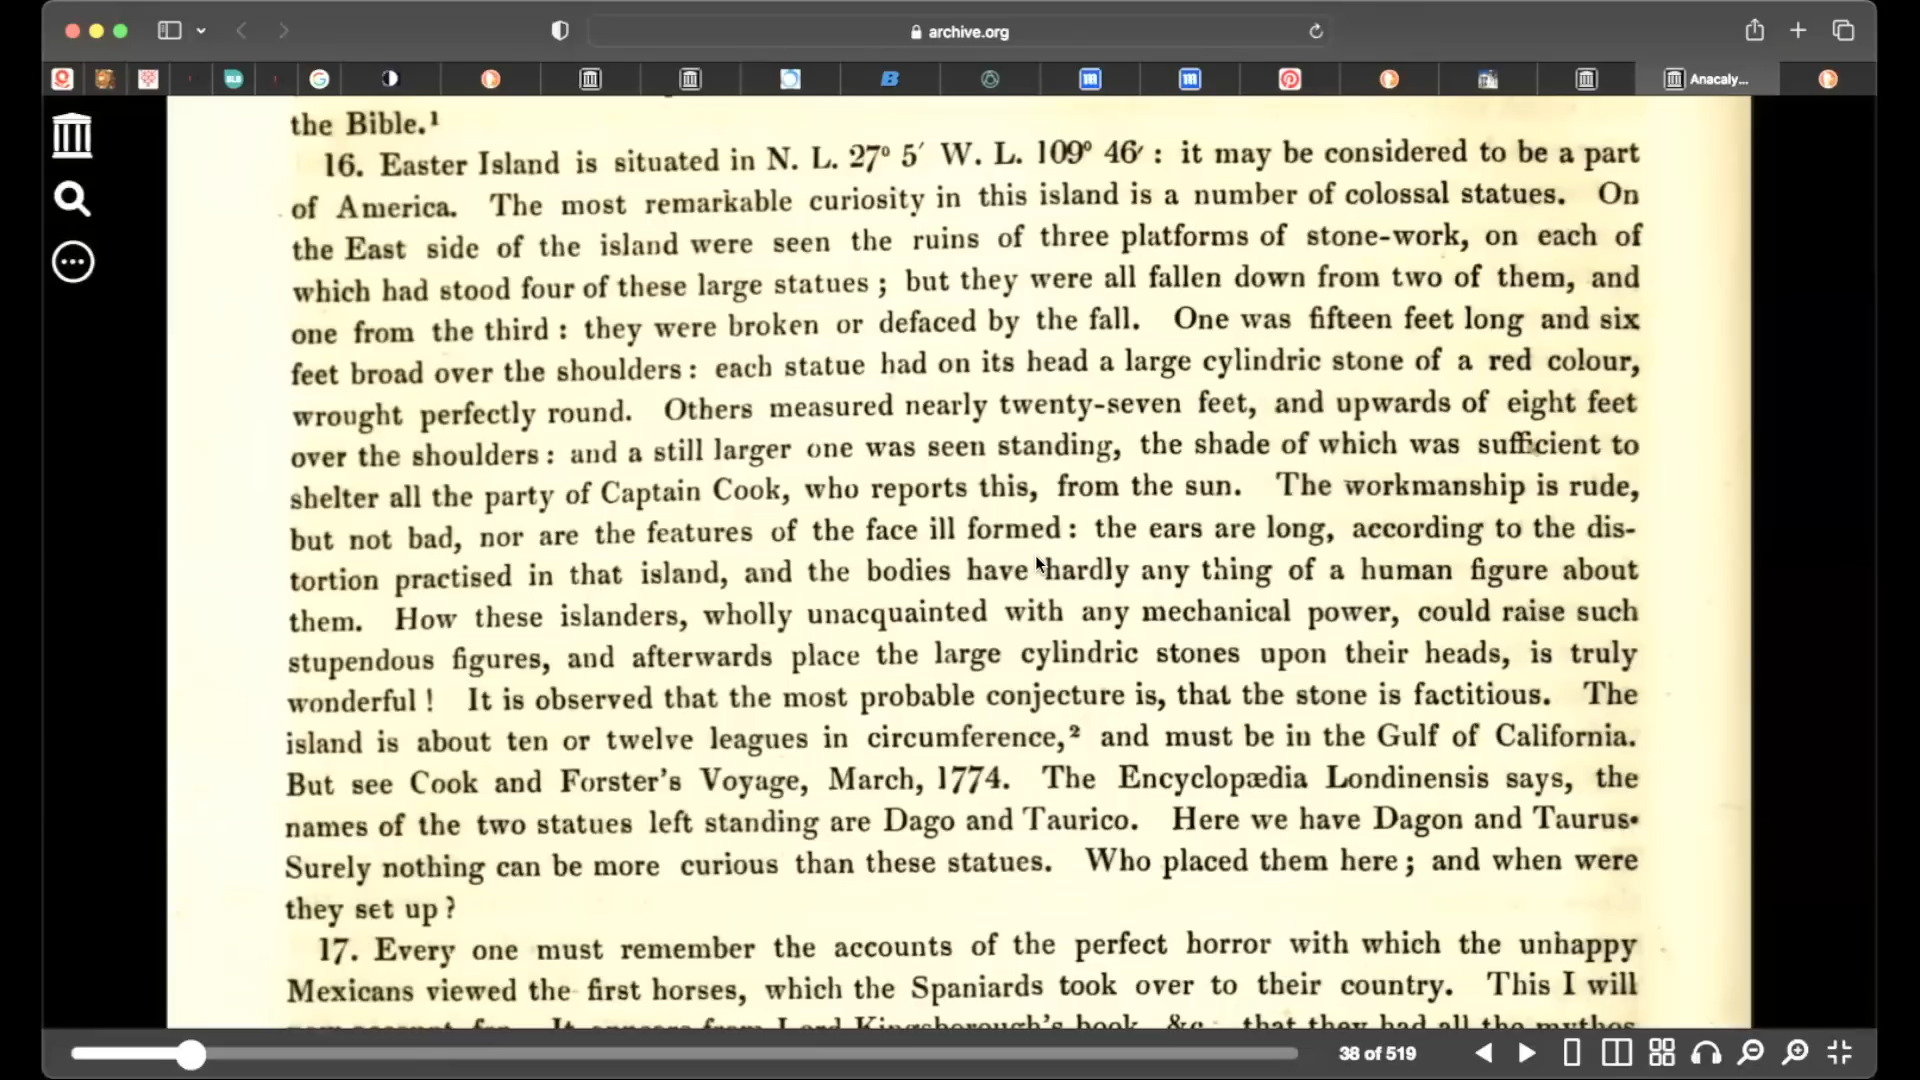 archive.org
BLB
Anacaly...
the Bible.¹
16. Easter Island is situated in N. L. 27° 5′ W. L. 109° 46′ : it may be considered to be a part
of America. The most remarkable curiosity in this island is a number of colossal statues. On
the East side of the island were seen the ruins of three platforms of stone-work, on each of
which had stood four of these large statues ; but they were all fallen down from two of them, and
one from the third : they were broken or defaced by the fall. One was fifteen feet long and six
feet broad over the shoulders : each statue had on its head a large cylindric stone of a red colour,
wrought perfectly round. Others measured nearly twenty-seven feet, and upwards of eight feet
over the shoulders : and a still larger one was seen standing, the shade of which was sufficient to
shelter all the party of Captain Cook, who reports this, from the sun. The workmanship is rude,
but not bad, nor are the features of the face ill formed : the ears are long, according to the dis-
tortion practised in that island, and the bodies have hardly any thing of a human figure about
them. How these islanders, wholly unacquainted with any mechanical power, could raise such
stupendous figures, and afterwards place the large cylindric stones upon their heads, is truly
wonderful ! It is observed that the most probable conjecture is, that the stone is factitious. The
island is about ten or twelve leagues in circumference,² and must be in the Gulf of California.
But see Cook and Forster's Voyage, March, 1774. The Encyclopædia Londinensis says, the
names of the two statues left standing are Dago and Taurico. Here we have Dagon and Taurus.
Surely nothing can be more curious than these statues. Who placed them here ; and when were
they set up ?
17. Every one must remember the accounts of the perfect horror with which the unhappy
Mexicans viewed the first horses, which the Spaniards took over to their country. This I will
now account for. It appears from Lord Kingsborough's book, &c., that they had all the mythos
38 of 519